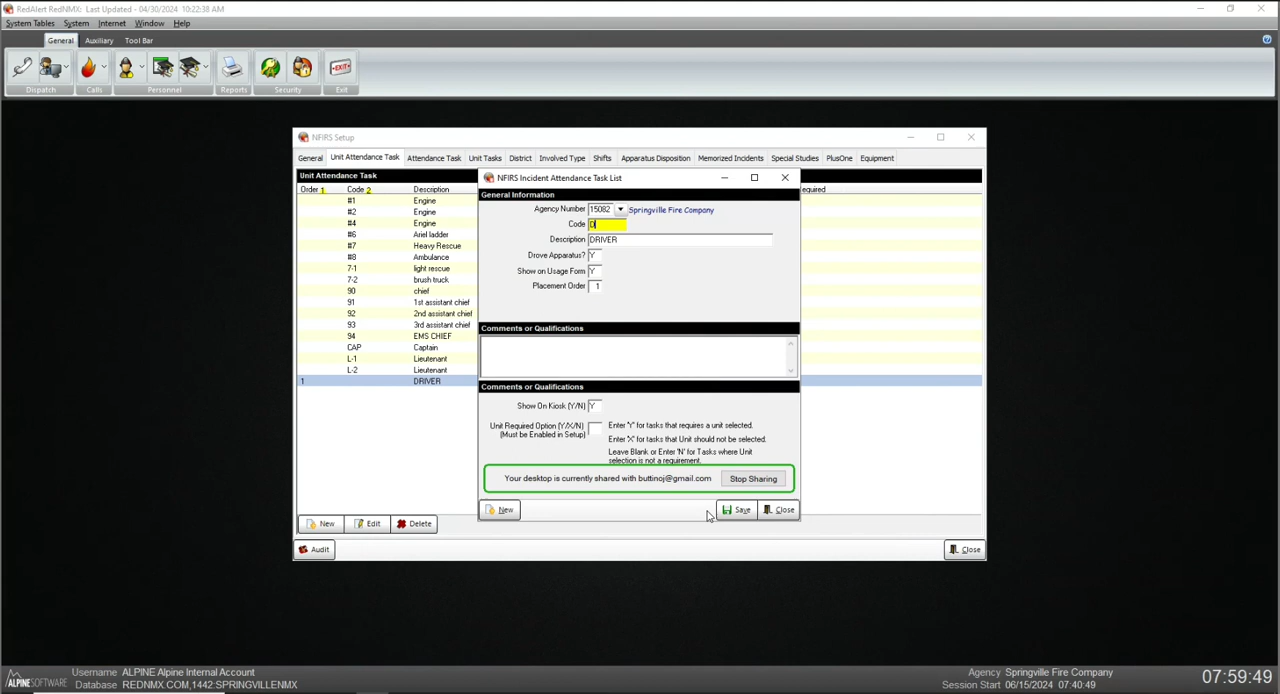 RedAlert RedNMX: Last Updated - 04/30/2024 10:22:38 AM
System Tables System Internet Window Help
General Auxiliary Tool Bar
Dispatch Calls Personnel Reports Security Exit
EXIT
NFIRS Setup
General Unit Attendance Task Attendance Task Unit Tasks District Involved Type Shifts Apparatus Disposition Memorized Incidents Special Studies PlusOne Equipment
Unit Attendance Task
Order 1 Code 2 Description
#1 Engine
#2 Engine
#4 Engine
#6 Ariel ladder
#7 Heavy Rescue
#8 Ambulance
7-1 light rescue
7-2 brush truck
90 chief
91 1st assistant chief
92 2nd assistant chief
93 3rd assistant chief
94 EMS CHIEF
CAP Captain
L-1 Lieutenant
L-2 Lieutenant
1 DRIVER
New Edit Delete
Audit Close
NFIRS Incident Attendance Task List
General Information
Agency Number 15082 Springville Fire Company
Code D
Description DRIVER
Drove Apparatus? Y
Show on Usage Form Y
Placement Order 1
Comments or Qualifications
Comments or Qualifications
Show On Kiosk (Y/N) Y
Unit Required Option (Y/X/N)
(Must be Enabled in Setup)
Enter "Y" for tasks that requires a unit selected.
Enter 'X' for tasks that Unit should not be selected.
Leave Blank or Enter 'N' for Tasks where Unit
selection is not a requirement.
Your desktop is currently shared with buttinoj@gmail.com Stop Sharing
New Save Close
ALPINESOFTWARE
Username ALPINE Alpine Internal Account
Database REDNMX.COM,1442:SPRINGVILLENMX
Agency Springville Fire Company
Session Start 06/15/2024 07:40:49
07:59:49